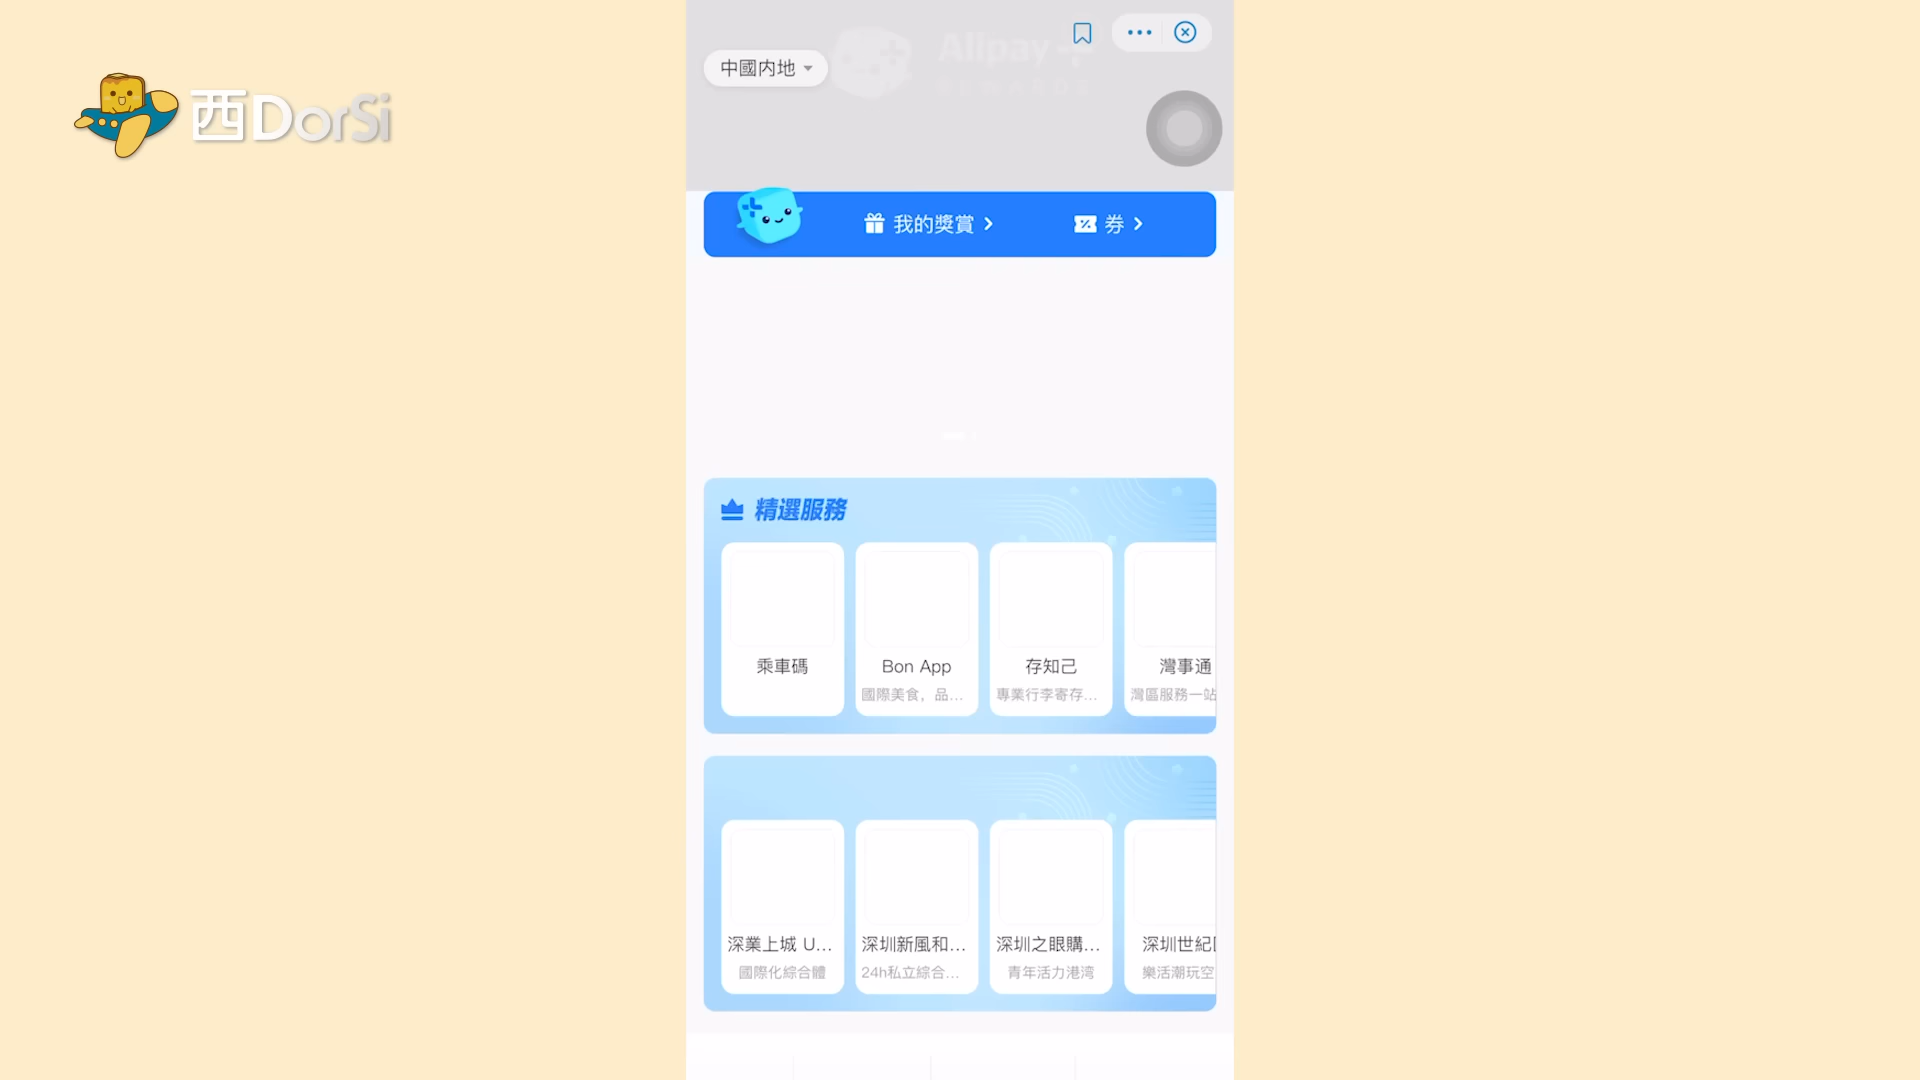 西DorSi
Alipay+
REWARDS
中國内地
我的獎賞
券
精選服務
乘車碼
Bon App
存知己
灣事通
國際美食，品...
專業行李寄存...
灣區服務一站
深業上城 U...
深圳新風和...
深圳之眼購...
深圳世紀
國際化綜合體
24h私立綜合...
青年活力港湾
樂活潮玩空